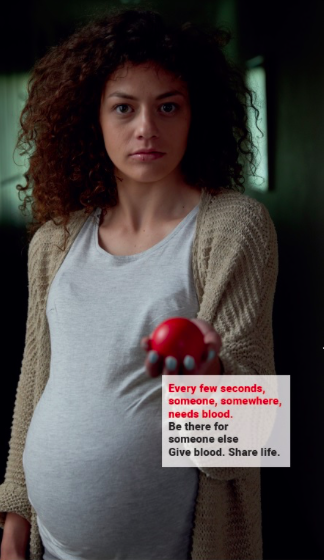 Every few seconds,
someone, somewhere,
needs blood.
Be there for
someone else
Give blood. Share life.